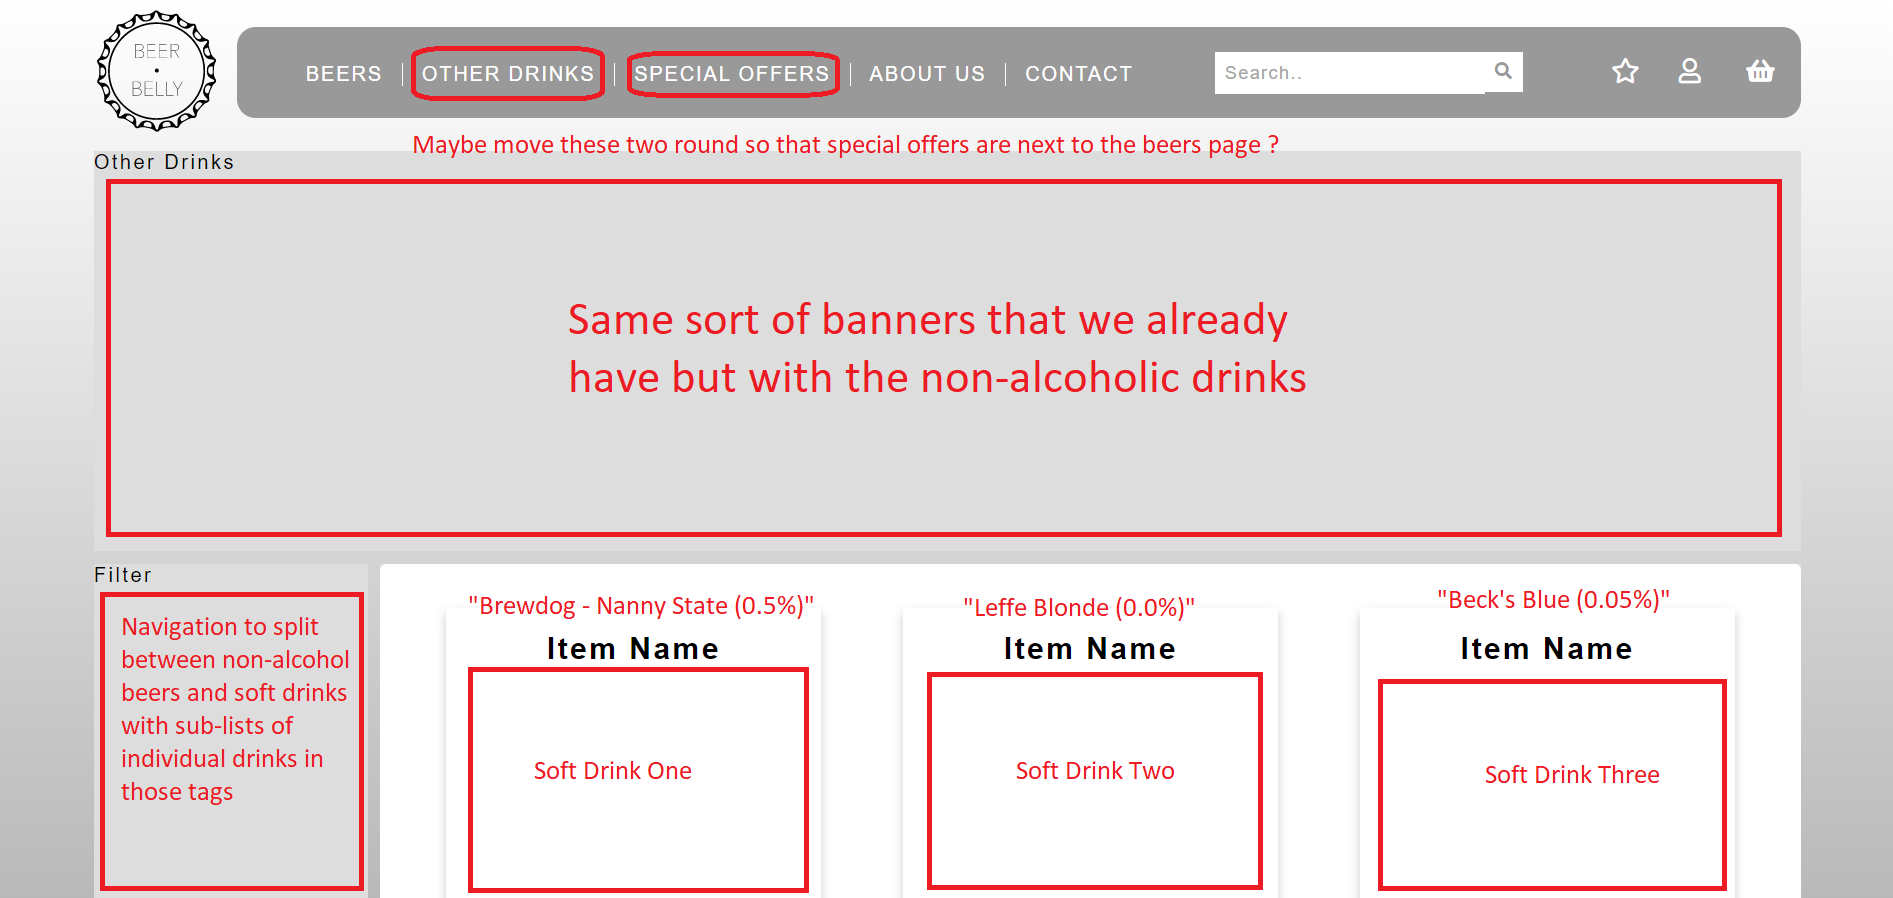 BEER
BELLY
BEERS
OTHER DRINKS
SPECIAL OFFERS
ABOUT US
CONTACT
Search..
Maybe move these two round so that special offers are next to the beers page ?
Other Drinks
Same sort of banners that we already
have but with the non-alcoholic drinks
Filter
Navigation to split
between non-alcohol
beers and soft drinks
with sub-lists of
individual drinks in
those tags
"Brewdog - Nanny State (0.5%)"
Item Name
Soft Drink One
"Leffe Blonde (0.0%)"
Item Name
Soft Drink Two
"Beck's Blue (0.05%)"
Item Name
Soft Drink Three